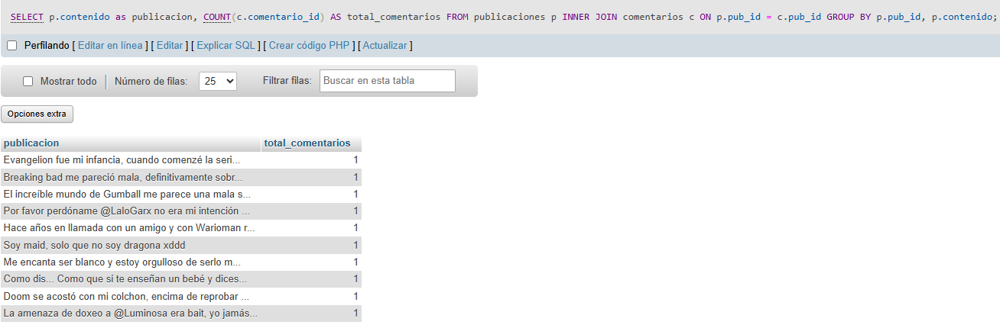 SELECT p.contenido as publicacion, COUNT(c.comentario_id) AS total_comentarios FROM publicaciones p INNER JOIN comentarios c ON p.pub_id = c.pub_id GROUP BY p.pub_id, p.contenido;
Perfilando [ Editar en línea ] [ Editar ] [ Explicar SQL ] [ Crear código PHP ] [ Actualizar ]
Mostrar todo | Número de filas: 25 Filtrar filas: Buscar en esta tabla
Opciones extra
publicacion total_comentarios
Evangelion fue mi infancia, cuando comenzé la seri... 1
Breaking bad me pareció mala, definitivamente sobr... 1
El increíble mundo de Gumball me parece una mala s... 1
Por favor perdóname @LaloGarx no era mi intención ... 1
Hace años en llamada con un amigo y con Warioman r... 1
Soy maid, solo que no soy dragona xddd 1
Me encanta ser blanco y estoy orgulloso de serlo m... 1
Como dis... Como que si te enseñan un bebé y dices... 1
Doom se acostó con mi colchon, encima de reprobar ... 1
La amenaza de doxeo a @Luminosa era bait, yo jamás... 1